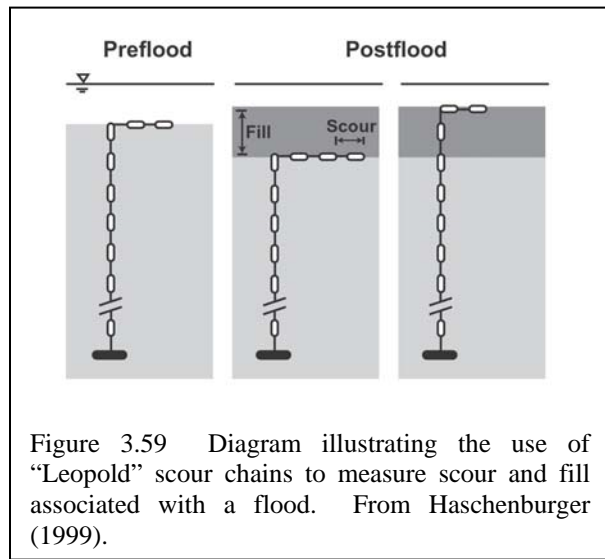 Preflood Postflood
Fill Scour
Figure 3.59 Diagram illustrating the use of
“Leopold” scour chains to measure scour and fill
associated with a flood. From Haschenburger
(1999).